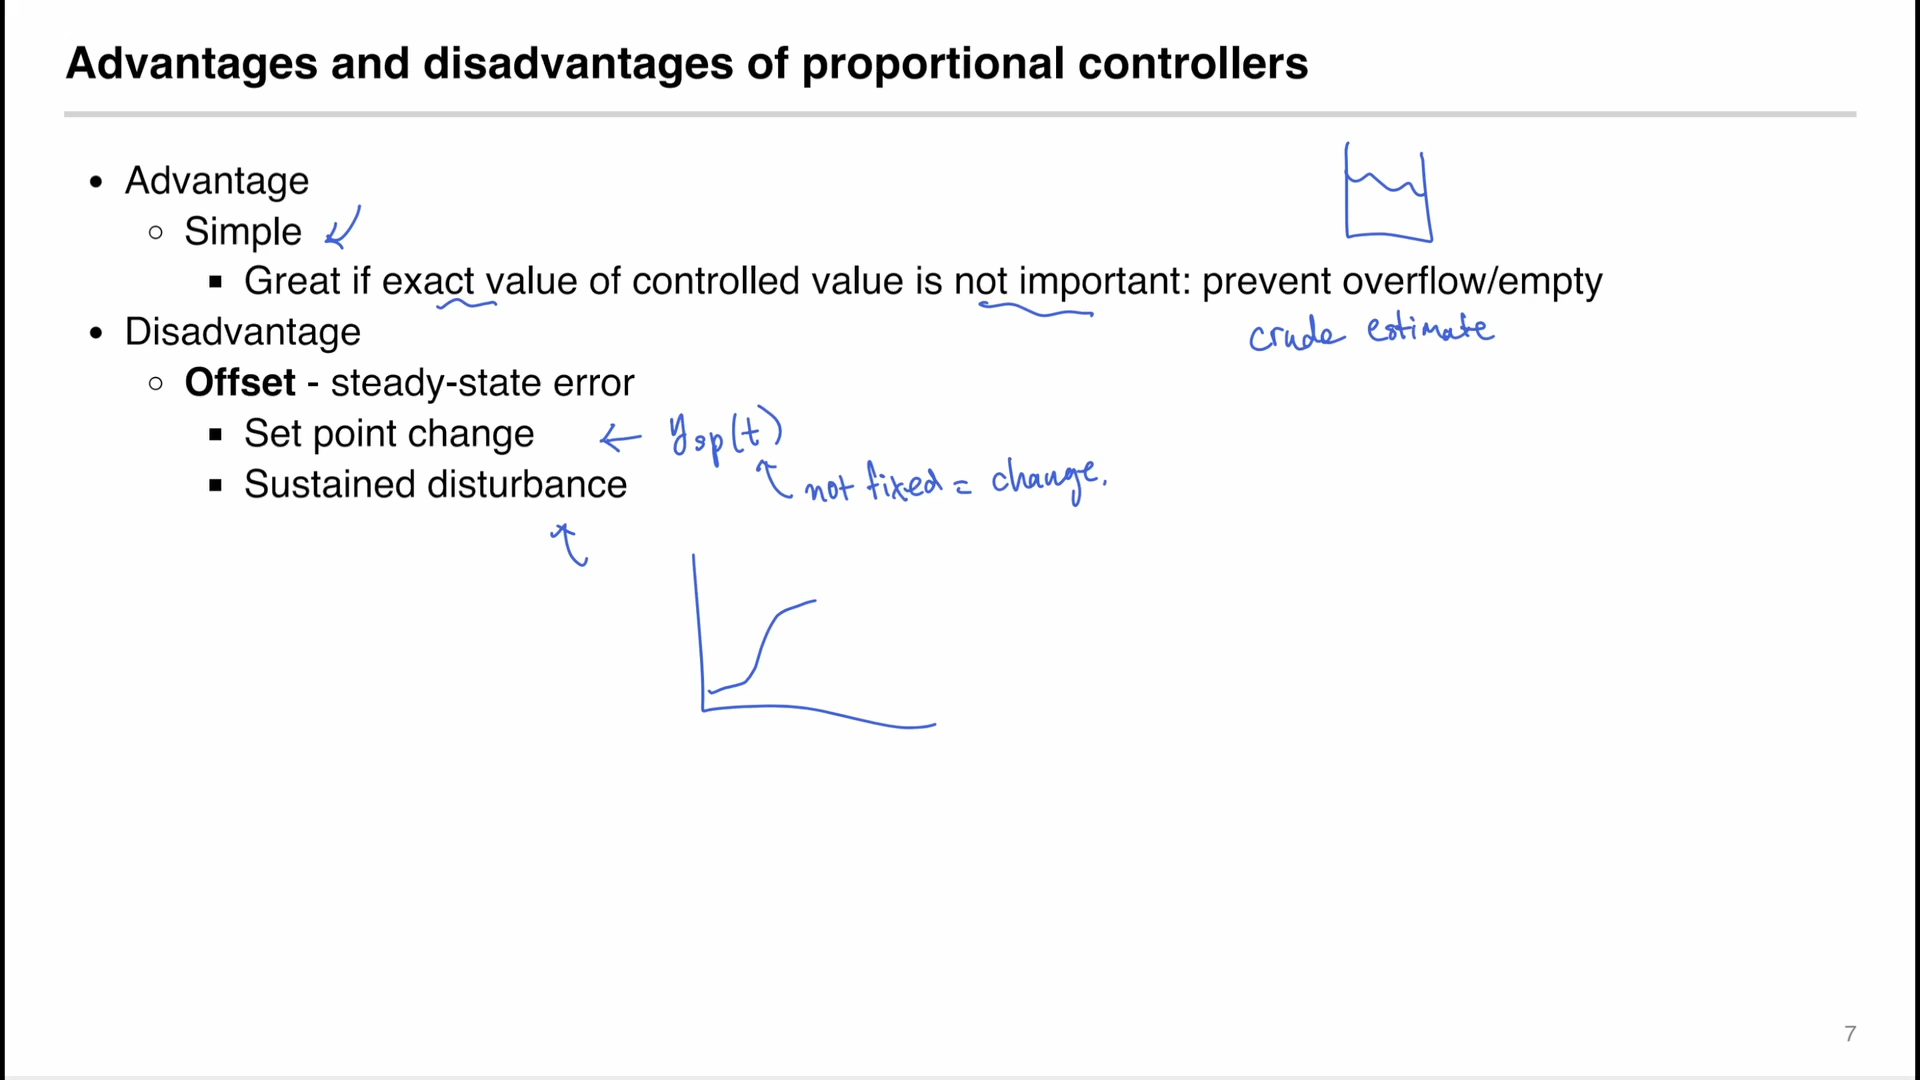 Advantages and disadvantages of proportional controllers
• Advantage
○ Simple
▪ Great if exact value of controlled value is not important: prevent overflow/empty
crude estimate
• Disadvantage
○ Offset - steady-state error
▪ Set point change ← ysp(t)
▪ Sustained disturbance
not fixed = change.
7